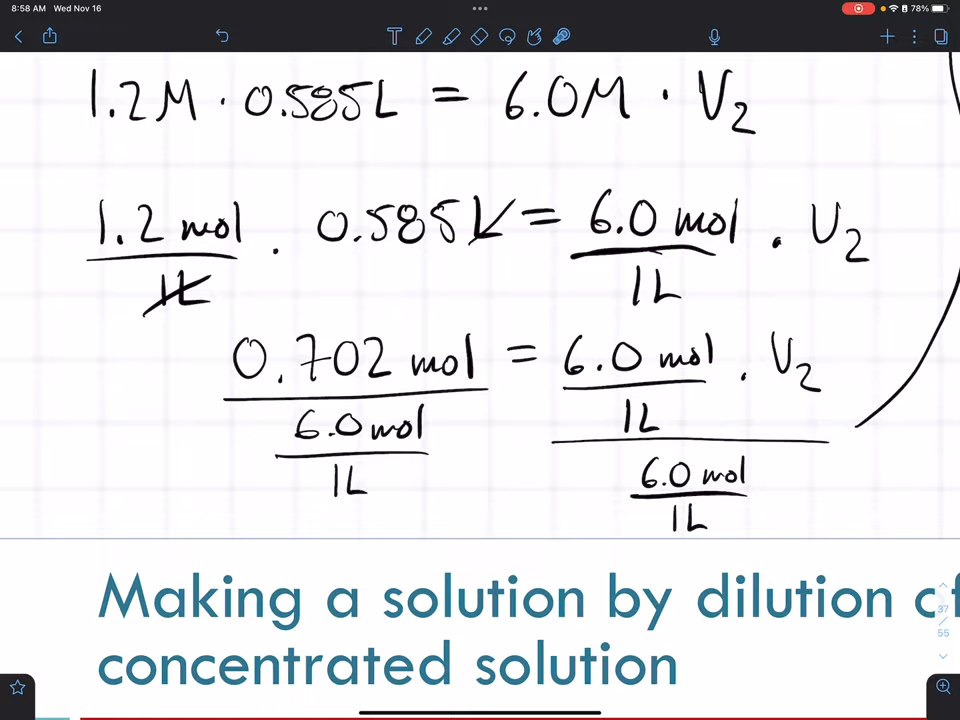 8:58 AM Wed Nov 16
78%
1.2M · 0.585L = 6.0M · V₂
1.2 mol / 1L · 0.585L = 6.0 mol / 1L · V₂
0.702 mol = 6.0 mol / 1L · V₂
6.0 mol / 1L 6.0 mol / 1L
37 / 55
Making a solution by dilution of
concentrated solution